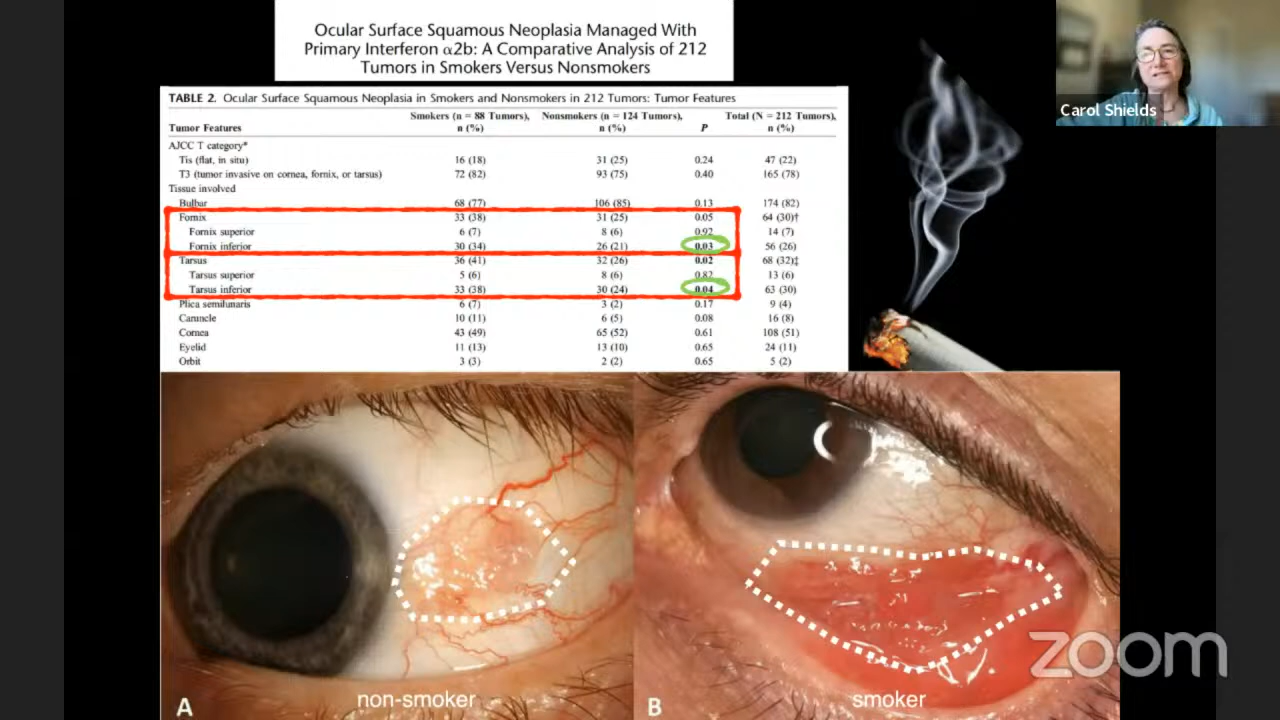 Ocular Surface Squamous Neoplasia Managed With
Primary Interferon α2b: A Comparative Analysis of 212
Tumors in Smokers Versus Nonsmokers
Carol Shields
TABLE 2. Ocular Surface Squamous Neoplasia in Smokers and Nonsmokers in 212 Tumors: Tumor Features
Smokers (n = 88 Tumors), Nonsmokers (n = 124 Tumors), Total (N = 212 Tumors),
Tumor Features n (%) n (%) P n (%)
AJCC T category*
Tis (flat, in situ) 16 (18) 31 (25) 0.24 47 (22)
T3 (tumor invasive on cornea, fornix, or tarsus) 72 (82) 93 (75) 0.40 165 (78)
Tissue involved
Bulbar 68 (77) 106 (85) 0.13 174 (82)
Fornix 33 (38) 31 (25) 0.05 64 (30)†
Fornix superior 6 (7) 8 (6) 0.92 14 (7)
Fornix inferior 30 (34) 26 (21) 0.03 56 (26)
Tarsus 36 (41) 32 (26) 0.02 68 (32)‡
Tarsus superior 5 (6) 8 (6) 0.82 13 (6)
Tarsus inferior 33 (38) 30 (24) 0.04 63 (30)
Plica semilunaris 6 (7) 3 (2) 0.17 9 (4)
Caruncle 10 (11) 6 (5) 0.08 16 (8)
Cornea 43 (49) 65 (52) 0.61 108 (51)
Eyelid 11 (13) 13 (10) 0.65 24 (11)
Orbit 3 (3) 2 (2) 0.65 5 (2)
A non-smoker
B smoker
zoom